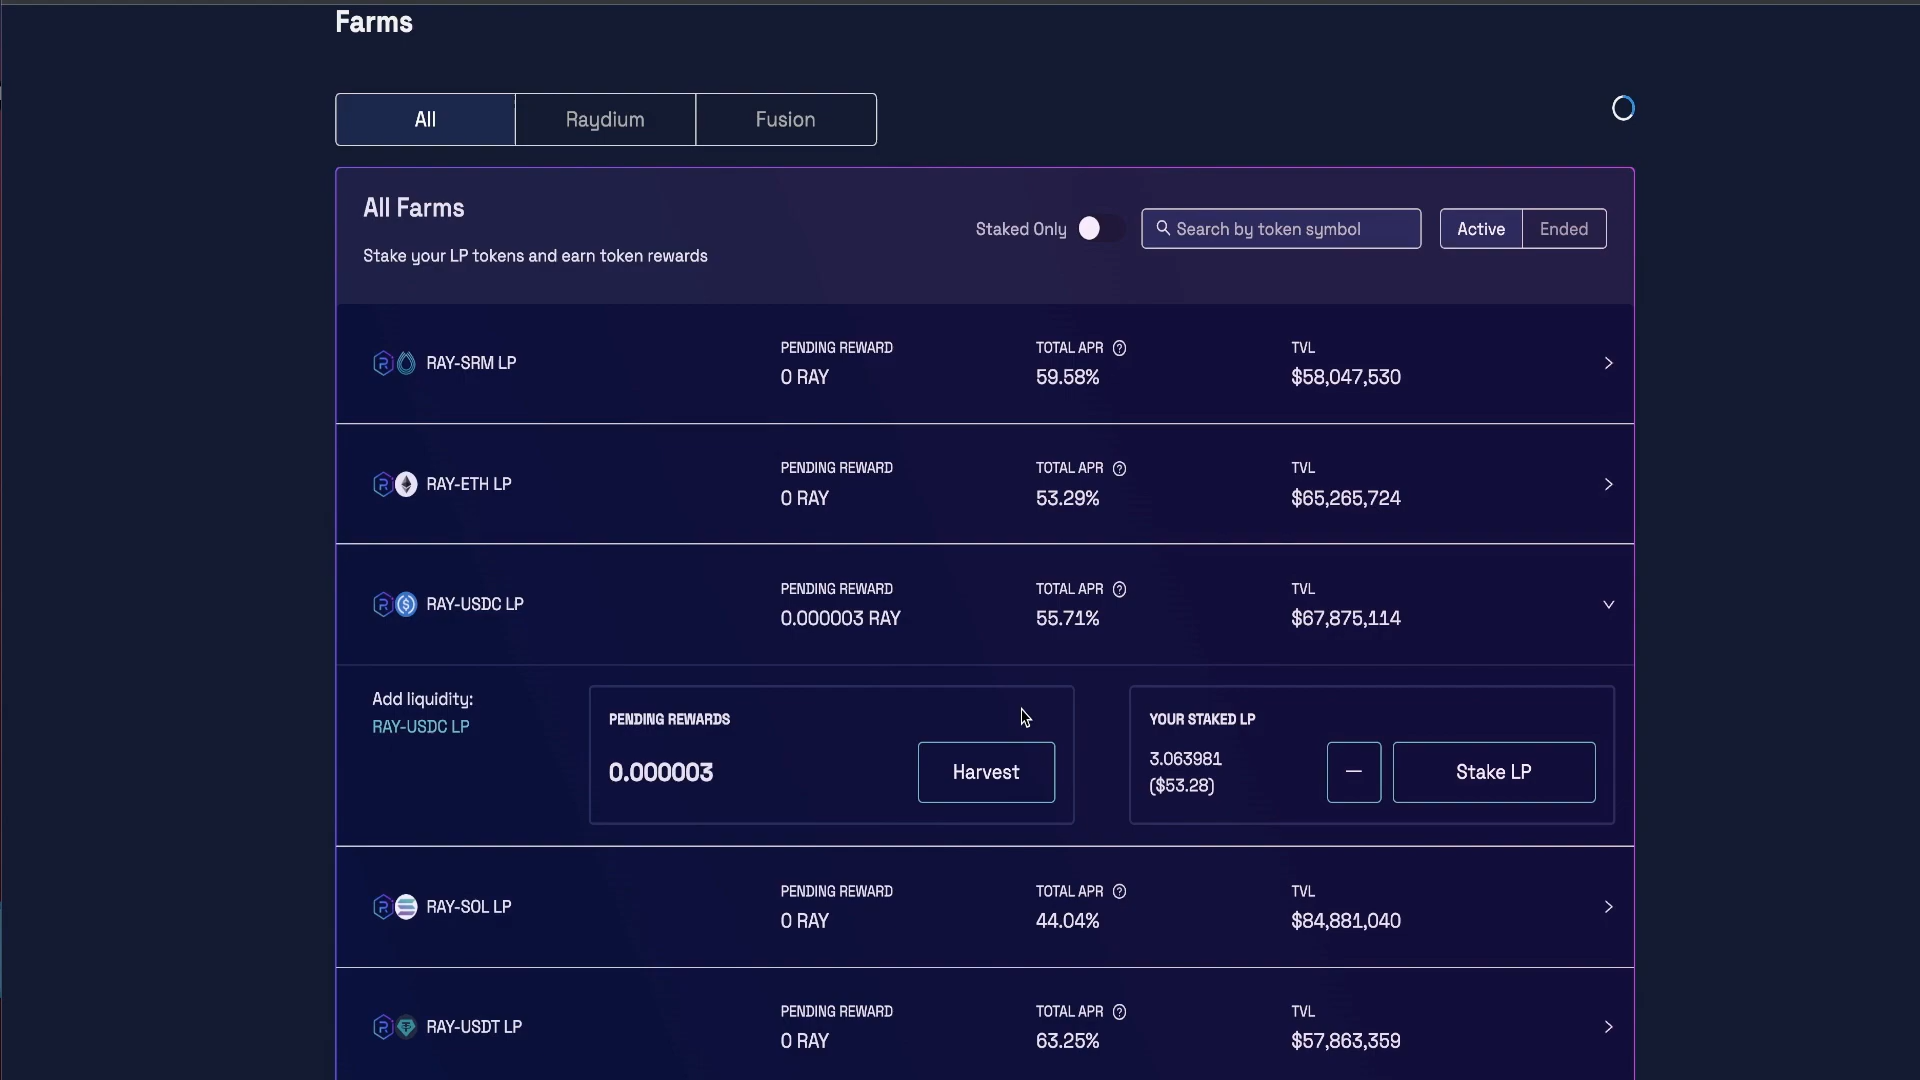 Farms
All Raydium Fusion
All Farms
Stake your LP tokens and earn token rewards
Staked Only Search by token symbol Active Ended
RAY-SRM LP
PENDING REWARD
0 RAY
TOTAL APR ?
59.58%
TVL
$58,047,530
RAY-ETH LP
PENDING REWARD
0 RAY
TOTAL APR ?
53.29%
TVL
$65,265,724
RAY-USDC LP
PENDING REWARD
0.000003 RAY
TOTAL APR ?
55.71%
TVL
$67,875,114
Add liquidity:
RAY-USDC LP
PENDING REWARDS
0.000003
Harvest
YOUR STAKED LP
3.063981
($53.28)
Stake LP
RAY-SOL LP
PENDING REWARD
0 RAY
TOTAL APR ?
44.04%
TVL
$84,881,040
RAY-USDT LP
PENDING REWARD
0 RAY
TOTAL APR ?
63.25%
TVL
$57,863,359